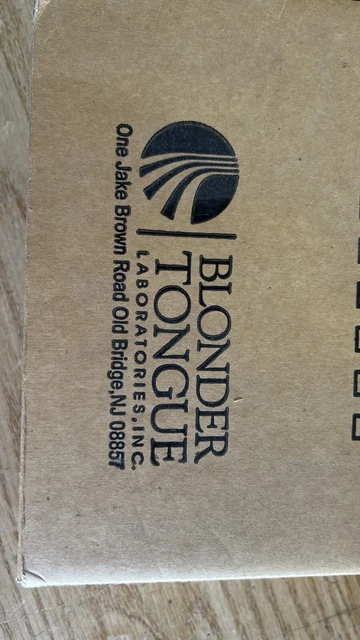 BLONDER
TONGUE
LABORATORIES, INC.
One Jake Brown Road Old Bridge, NJ 08857